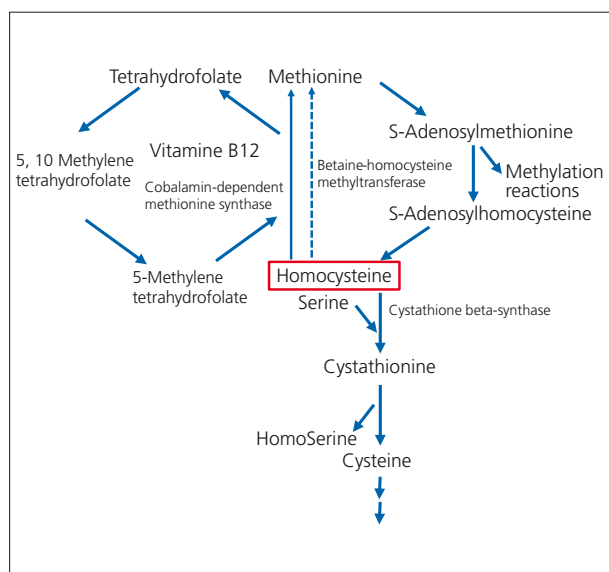 Tetrahydrofolate
Methionine
S-Adenosylmethionine
5, 10 Methylene
tetrahydrofolate
Vitamine B12
Cobalamin-dependent
methionine synthase
Betaine-homocysteine
methyltransferase
Methylation
reactions
S-Adenosylhomocysteine
5-Methylene
tetrahydrofolate
Homocysteine
Serine
Cystathione beta-synthase
Cystathionine
HomoSerine
Cysteine